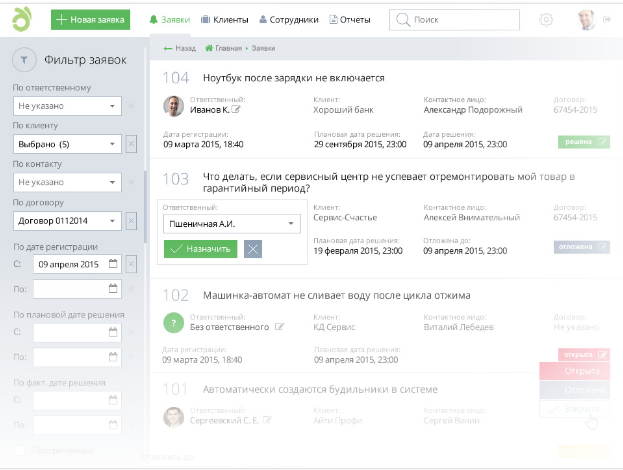 Новая заявка
Заявки
Клиенты
Сотрудники
Отчеты
Поиск
Назад
Главная
Заявки
Фильтр заявок
По ответственному
Не указано
По клиенту
Выбрано (5)
По контакту
Не указано
По договору
Договор 0112014
По дате регистрации
С: 09 апреля 2015
По:
По плановой дате решения
С:
По:
По факт. дате решения
С:
По:
104 Ноутбук после зарядки не включается
Ответственный: Клиент: Контактное лицо: Договор:
Иванов К. Хороший банк Александр Подорожный 67454-2015
Дата регистрации: Плановая дата решения: Дата решения:
09 марта 2015, 18:40 29 сентября 2015, 23:00 09 апреля 2015, 23:00 решена
103 Что делать, если сервисный центр не успевает отремонтировать мой товар в
гарантийный период?
Ответственный: Клиент: Контактное лицо: Договор:
Пшеничная А.И. Сервис-Счастье Алексей Внимательный 67454-2015
Плановая дата решения: Отложена до:
Назначить 19 февраля 2015, 23:00 09 апреля 2015, 23:00 отложена
102 Машинка-автомат не сливает воду после цикла отжима
Ответственный: Клиент: Контактное лицо: Договор:
? Без ответственного КД Сервис Виталий Лебедев Не указано
Дата регистрации: Плановая дата решения:
09 марта 2015, 18:40 09 апреля 2015, 23:00 открыта
Открыта
Отложена
Закрыта
101 Автоматически создаются будильники в системе
Ответственный: Клиент: Контактное лицо:
Сергеевский С. Е. Айти Профи Сергей Ванин